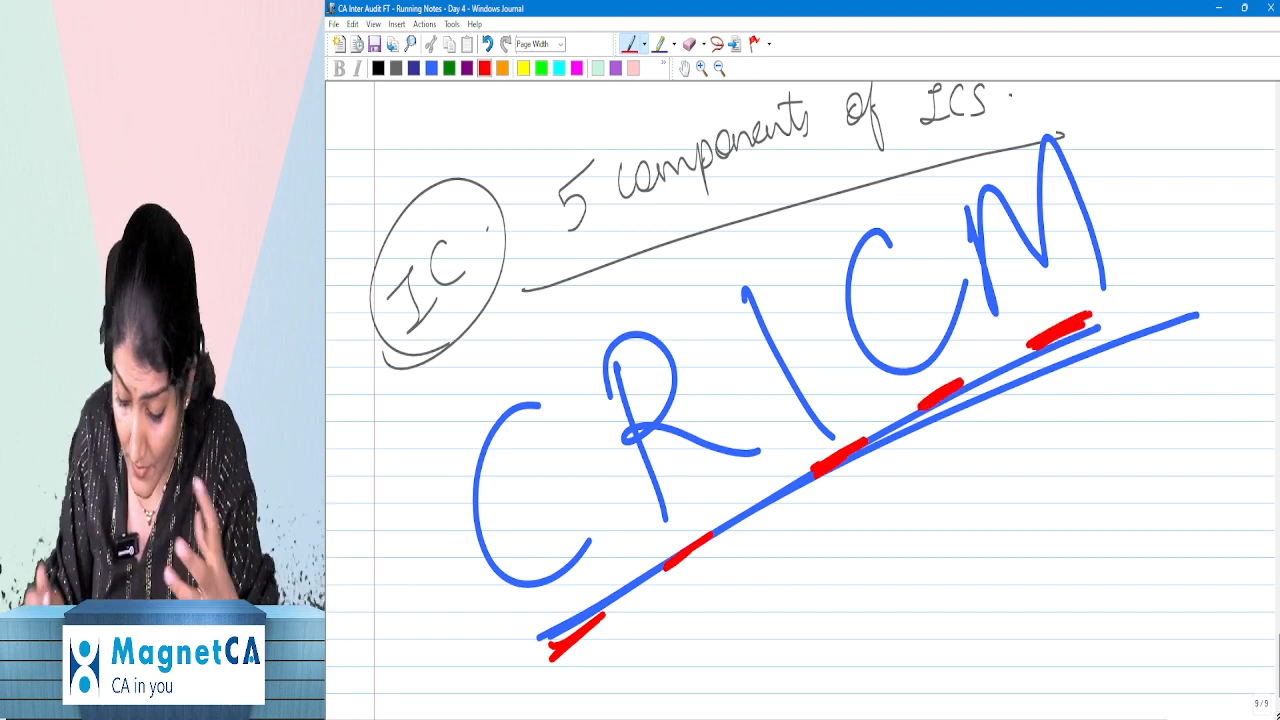 CA Inter Audit FT - Running Notes - Day 4 - Windows Journal
File Edit View Insert Actions Tools Help
Page Width
B I
5 components of ICS.
IC
CRICM
MagnetCA
CA in you
9 / 9